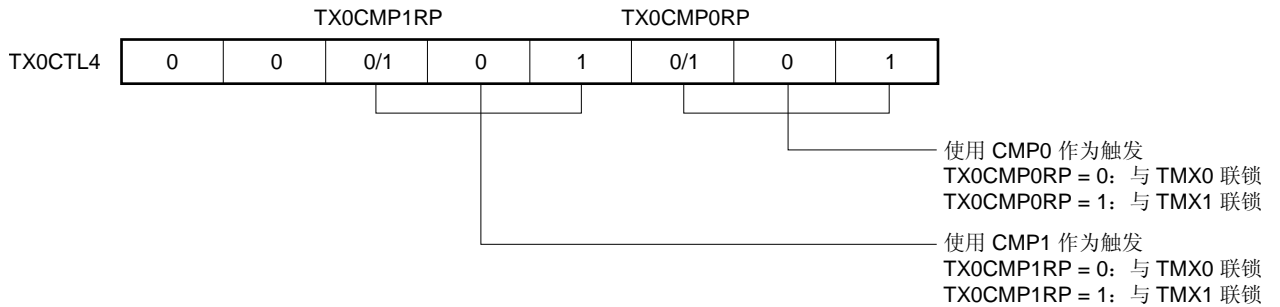 TX0CMP1RP TX0CMP0RP
TX0CTL4 0 0 0/1 0 1 0/1 0 1
使用 CMP0 作为触发
TX0CMP0RP = 0：与 TMX0 联锁
TX0CMP0RP = 1：与 TMX1 联锁
使用 CMP1 作为触发
TX0CMP1RP = 0：与 TMX0 联锁
TX0CMP1RP = 1：与 TMX1 联锁